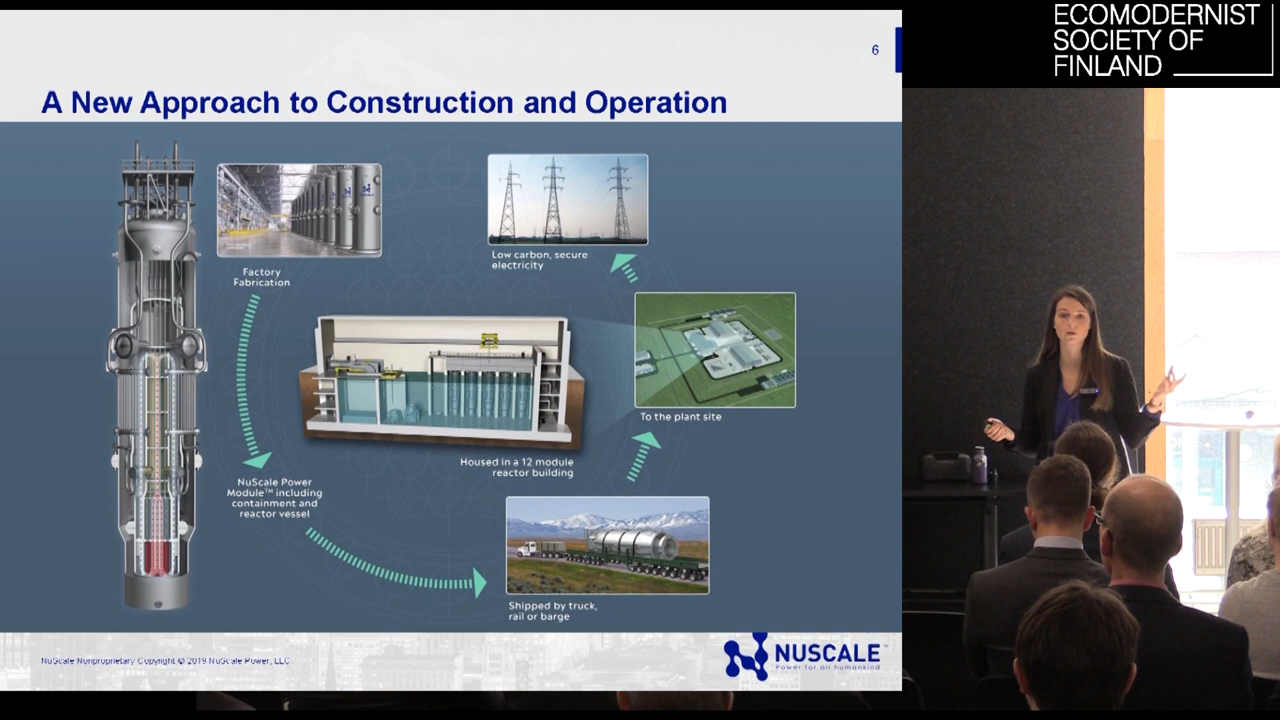 ECOMODERNIST
SOCIETY OF
FINLAND
6
A New Approach to Construction and Operation
Factory
Fabrication
Low carbon, secure
electricity
To the plant site
Housed in a 12 module
reactor building
NuScale Power
Module™ including
containment and
reactor vessel
Shipped by truck,
rail or barge
NuScale Nonproprietary Copyright © 2019 NuScale Power, LLC.
NUSCALE™
Power for all humankind